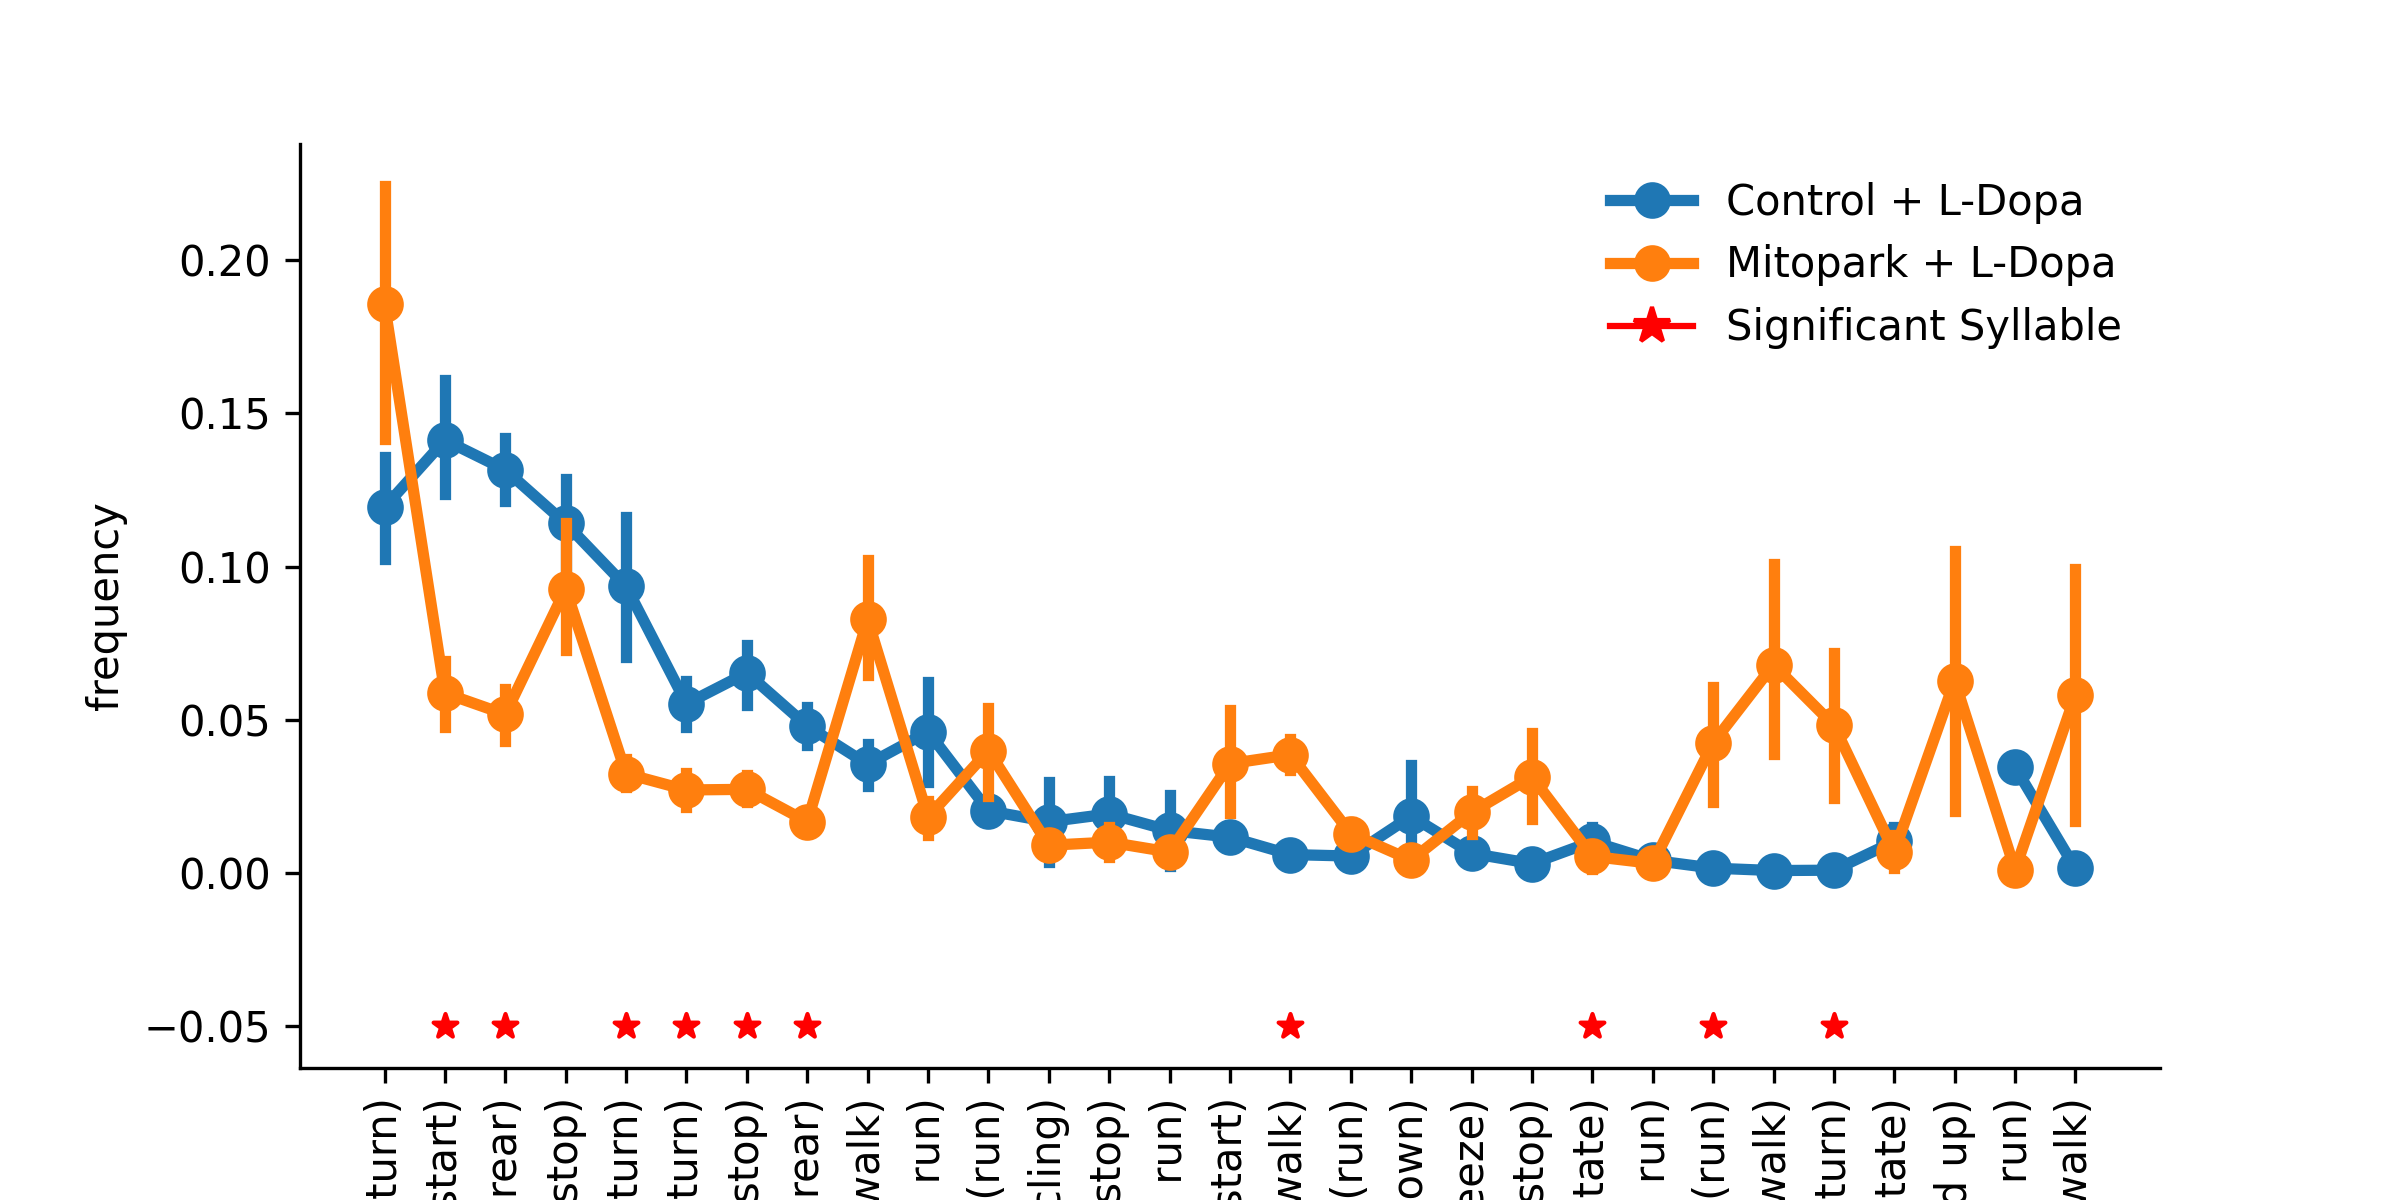 Control + L-Dopa
Mitopark + L-Dopa
Significant Syllable
frequency
0.20
0.15
0.10
0.05
0.00
−0.05
turn)
start)
rear)
stop)
turn)
turn)
stop)
rear)
walk)
run)
(run)
cling)
stop)
run)
start)
walk)
(run)
own)
eeze)
stop)
tate)
run)
(run)
walk)
turn)
tate)
d up)
run)
walk)